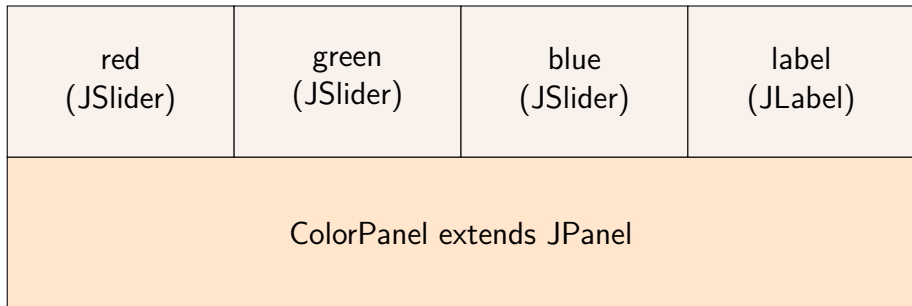 red
(JSlider)
green
(JSlider)
blue
(JSlider)
label
(JLabel)
ColorPanel extends JPanel